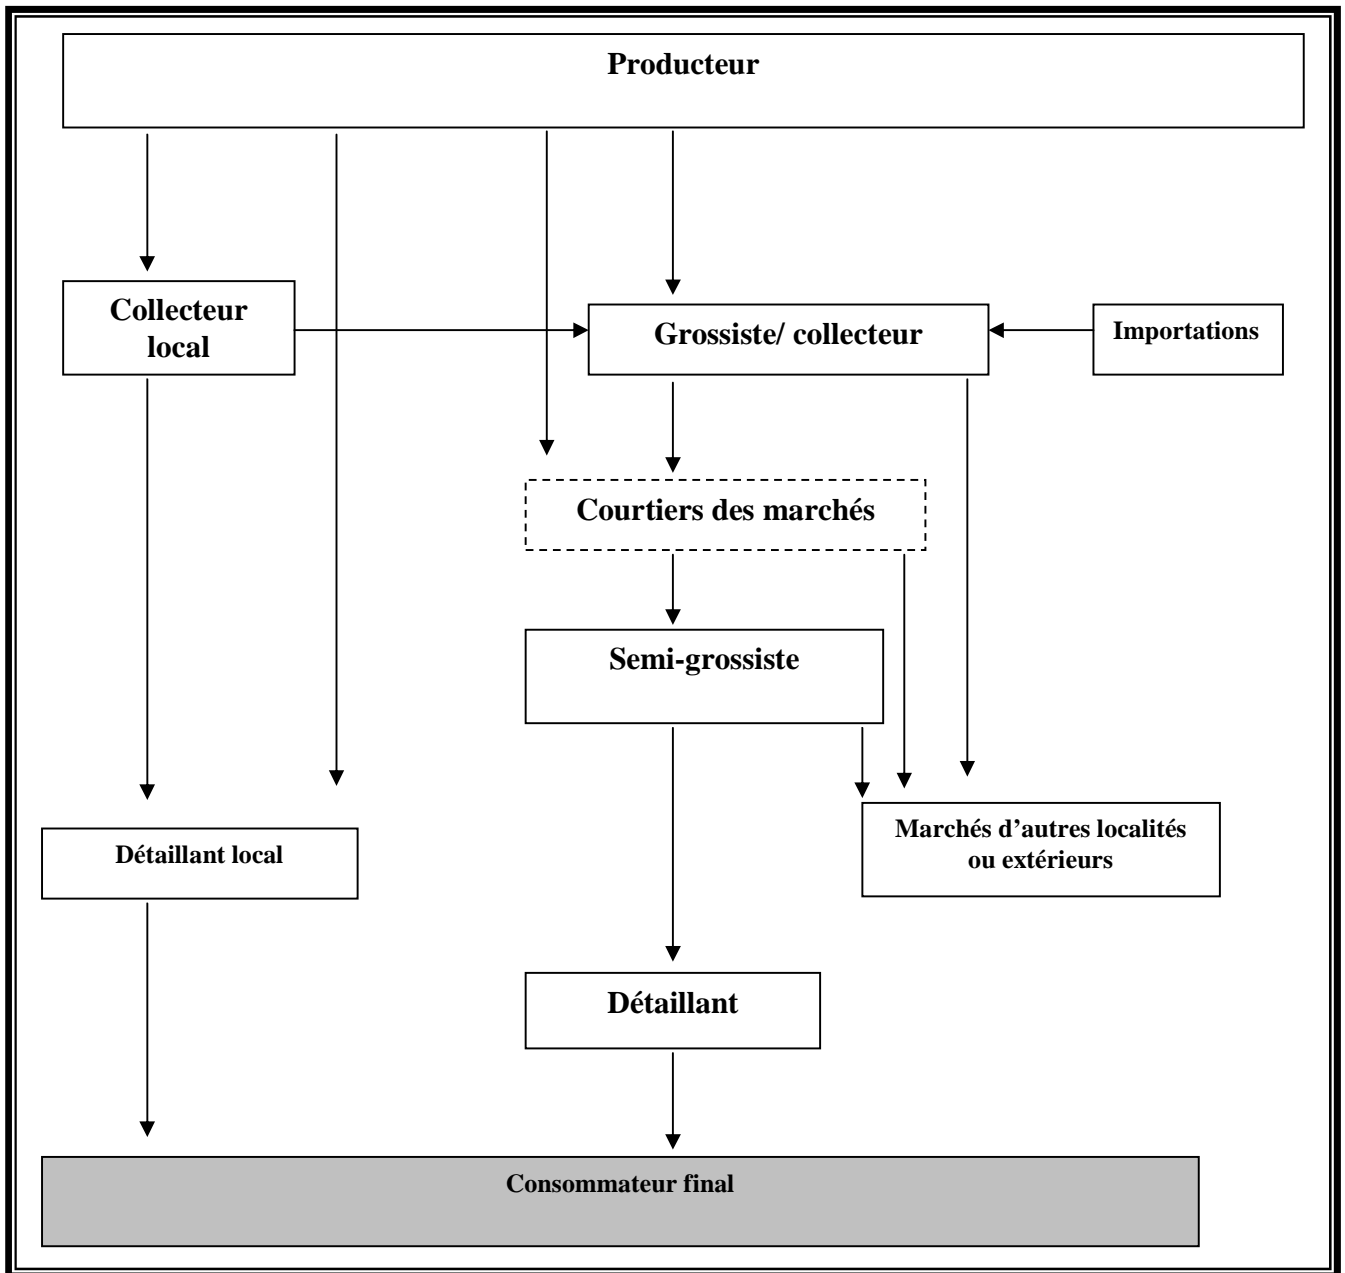 Producteur
Collecteur
local
Grossiste/ collecteur
Importations
Courtiers des marchés
Semi-grossiste
Marchés d’autres localités
ou extérieurs
Détaillant local
Détaillant
Consommateur final